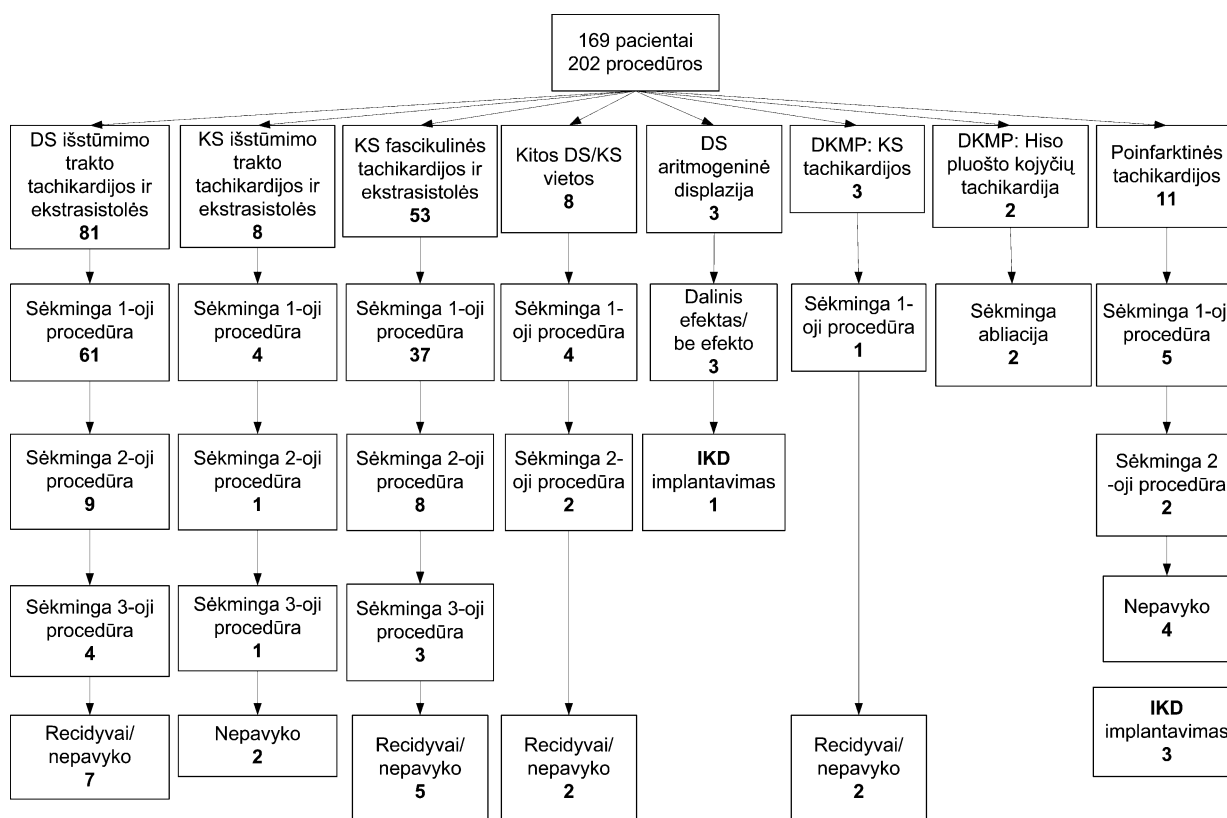 169 pacientai
202 procedūros
DS išstūmimo
trakto
tachikardijos ir
ekstrasistolės
81
KS išstūmimo
trakto
tachikardijos ir
ekstrasistolės
8
KS fascikulinės
tachikardijos ir
ekstrasistolės
53
Kitos DS/KS
vietos
8
DS
aritmogeninė
displazija
3
DKMP: KS
tachikardijos
3
DKMP: Hiso
pluošto kojyčių
tachikardija
2
Poinfarktinės
tachikardijos
11
Sėkminga 1-oji
procedūra
61
Sėkminga 1-oji
procedūra
4
Sėkminga 1-oji
procedūra
37
Sėkminga 1-
oji procedūra
4
Dalinis
efektas/
be efekto
3
Sėkminga 1-
oji procedūra
1
Sėkminga
abliacija
2
Sėkminga 1-oji
procedūra
5
Sėkminga 2-oji
procedūra
9
Sėkminga 2-oji
procedūra
1
Sėkminga 2-oji
procedūra
8
Sėkminga 2-
oji procedūra
2
IKD
implantavimas
1
Sėkminga 2
-oji procedūra
2
Sėkminga 3-oji
procedūra
4
Sėkminga 3-oji
procedūra
1
Sėkminga 3-oji
procedūra
3
Nepavyko
4
Recidyvai/
nepavyko
7
Nepavyko
2
Recidyvai/
nepavyko
5
Recidyvai/
nepavyko
2
Recidyvai/
nepavyko
2
IKD
implantavimas
3